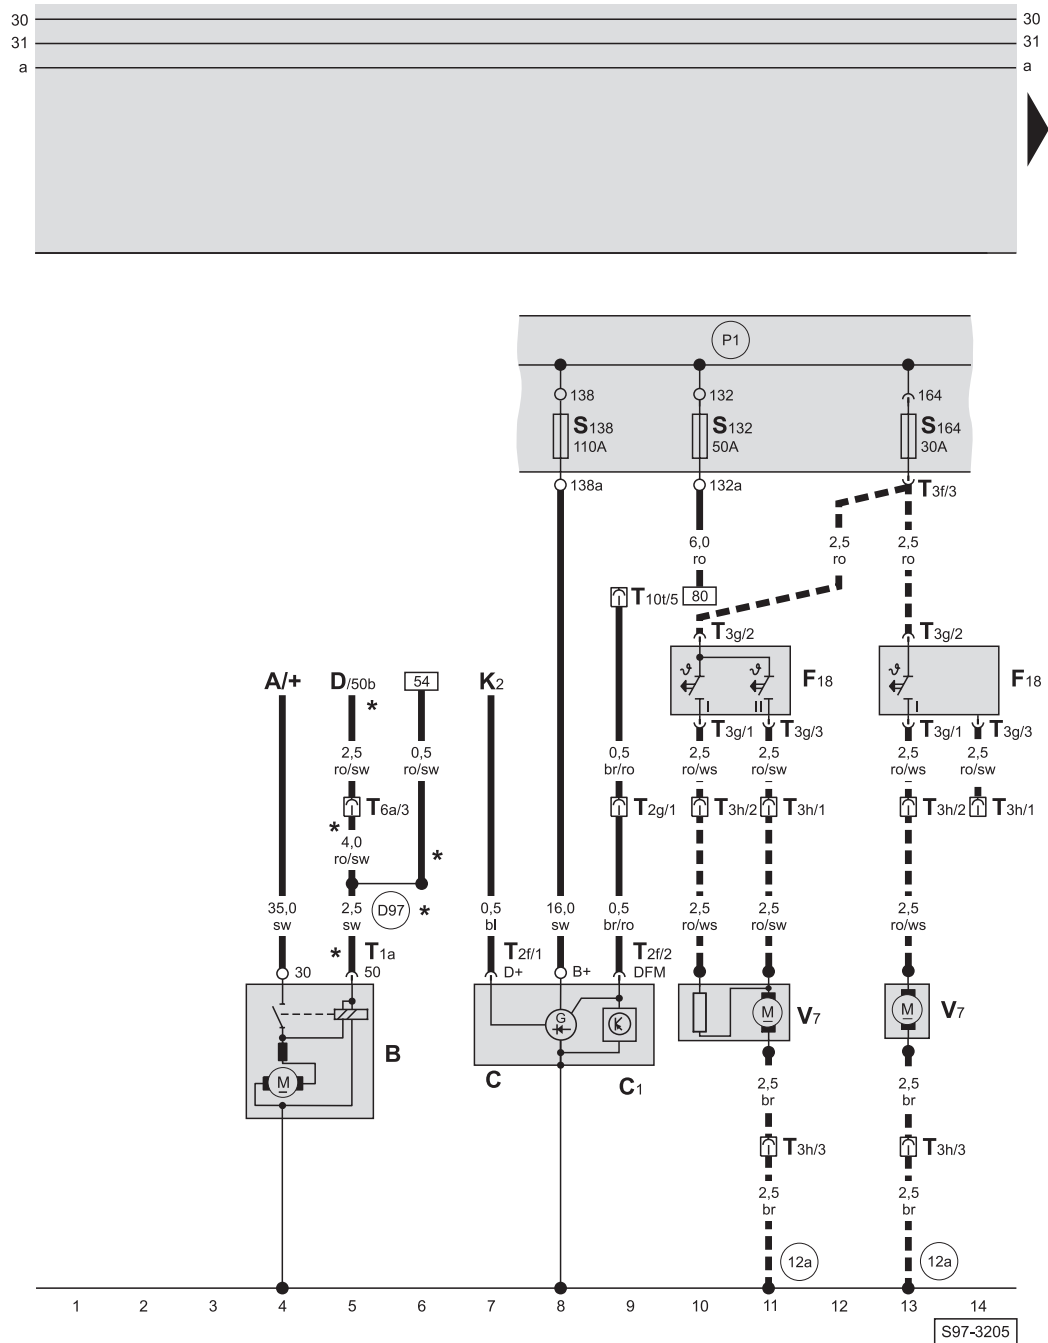 30 30
31 31
a a
P1
138 132 164
S138 S132 S164
110A 50A 30A
138a 132a T3f/3
6,0 2,5 2,5
ro ro ro
T10t/5 80
T3g/2 T3g/2
A/+ D/50b 54 K2 F18 F18
*
I II I
T3g/1 T3g/3 T3g/1 T3g/3
2,5 0,5 0,5 2,5 2,5 2,5 2,5
ro/sw ro/sw br/ro ro/ws ro/sw ro/ws ro/sw
T6a/3 T2g/1 T3h/2 T3h/1 T3h/2 T3h/1
*
4,0
ro/sw *
35,0 2,5 D97 * 0,5 16,0 0,5 2,5 2,5 2,5
sw sw bl sw br/ro ro/ws ro/sw ro/ws
* T1a T2f/1 T2f/2
30 50 D+ B+ DFM
G M V7 M V7
B
M C C1
2,5 2,5
br br
T3h/3 T3h/3
2,5 2,5
br br
12a 12a
1 2 3 4 5 6 7 8 9 10 11 12 13 14
S97-3205